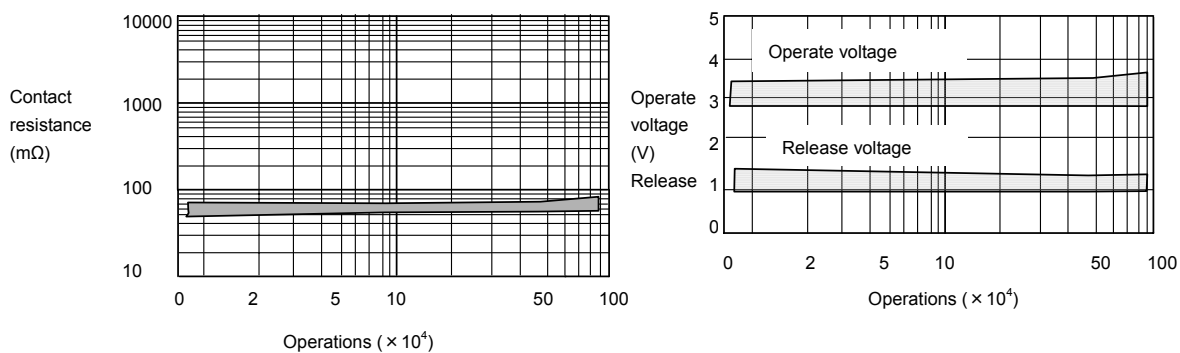 10000
1000
100
10
Contact
resistance
(mΩ)
0 2 5 10 50 100
Operations ( × 10⁴)
5
4
3
2
1
0
Operate voltage
Release voltage
Operate
voltage
(V)
Release
0 2 5 10 50 100
Operations ( × 10⁴)